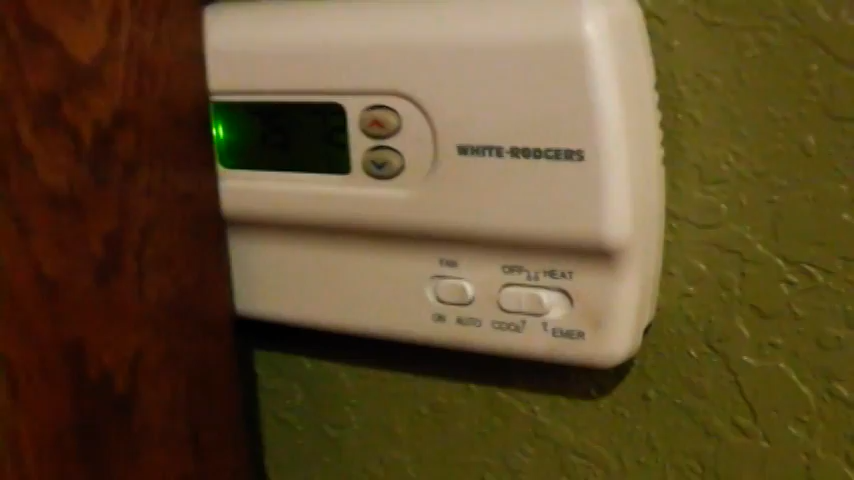 WHITE-RODGERS
FAN
OFF HEAT
ON AUTO COOL EMER